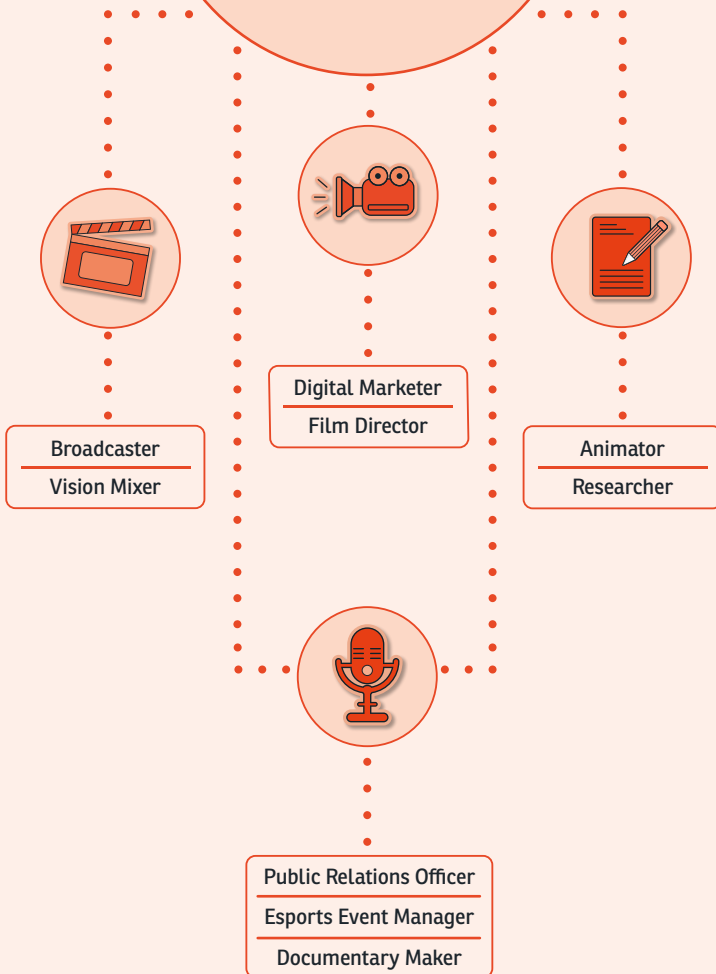 Digital Marketer
Film Director
Broadcaster
Vision Mixer
Animator
Researcher
Public Relations Officer
Esports Event Manager
Documentary Maker